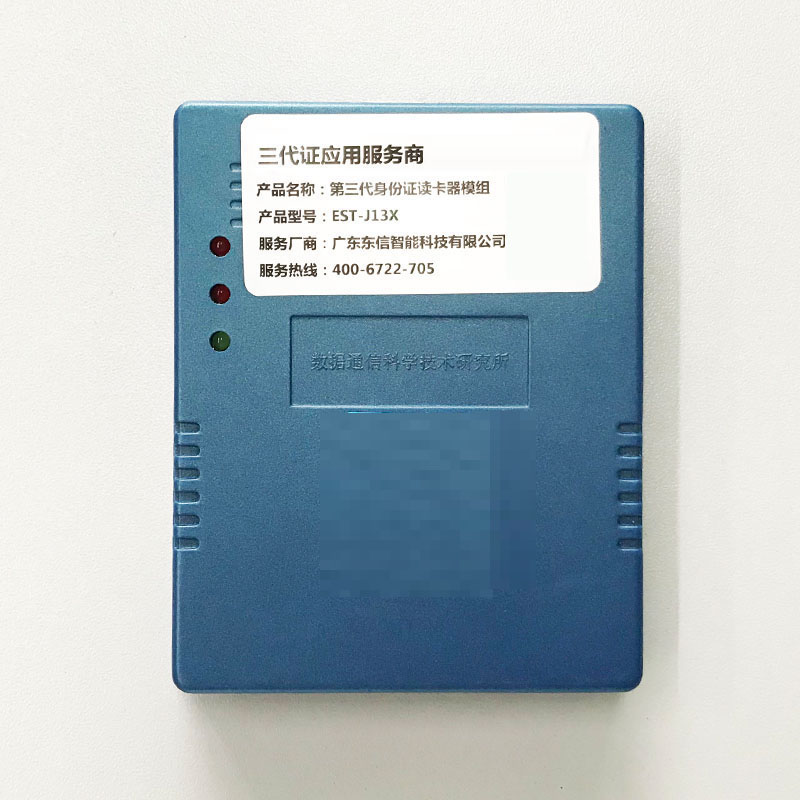 三代证应用服务商
产品名称：第三代身份证读卡器模组
产品型号：EST-J13X
服务厂商：广东东信智能科技有限公司
服务热线：400-6722-705
数据通信科学技术研究所